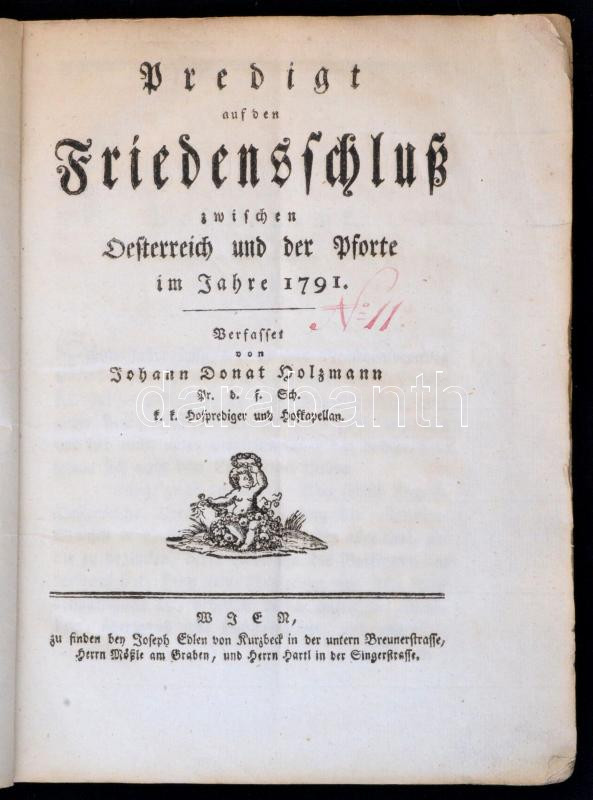 Predigt
auf den
Friedensſchluß
zwiſchen
Oeſterreich und der Pforte
im Jahre 1791.
No 11.
Verfaſſet
von
Johann Donat Holzmann
Pr. d. f. Sch.
k. k. Hofprediger und Hofkapellan.
darabanth
WIEN,
zu finden bey Joſeph Edlen von Kurzbeck in der untern Breunerſtraſſe,
Herrn Mößle am Graben, und Herrn Hartl in der Singerſtraſſe.